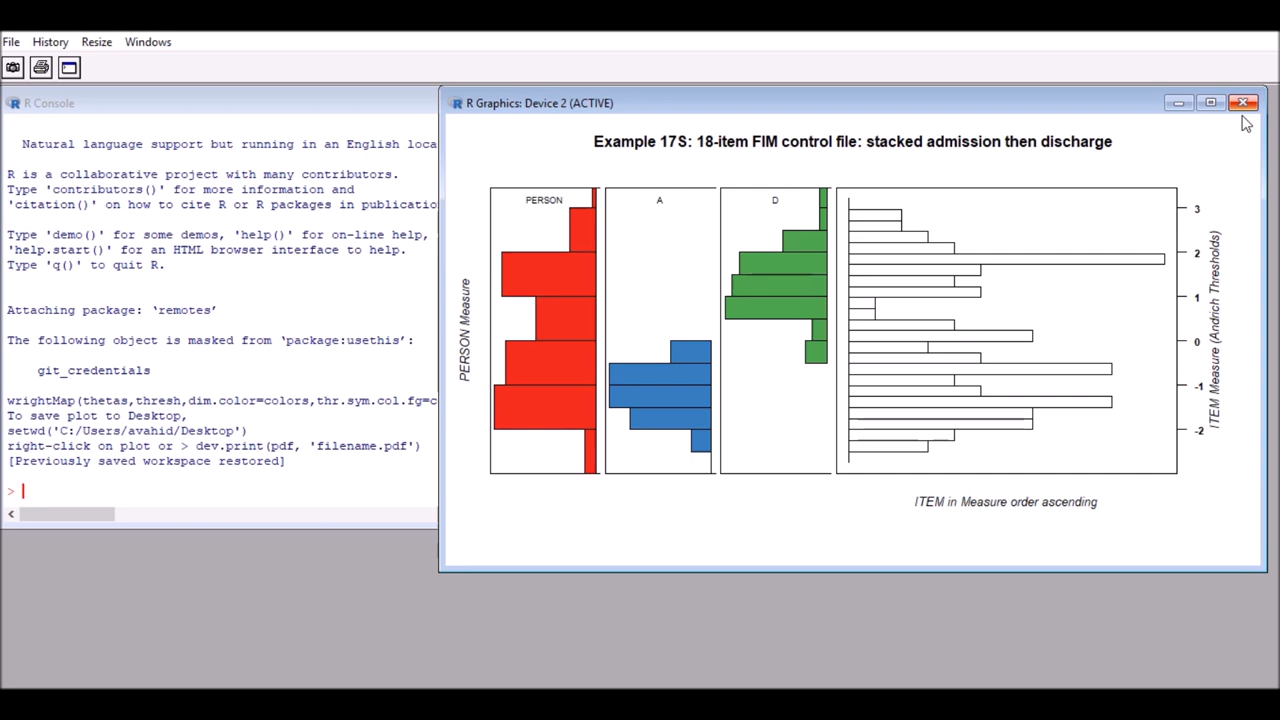 File History Resize Windows
R Console
Natural language support but running in an English loca
R is a collaborative project with many contributors.
Type 'contributors()' for more information and
'citation()' on how to cite R or R packages in publicatio
Type 'demo()' for some demos, 'help()' for on-line help,
'help.start()' for an HTML browser interface to help.
Type 'q()' to quit R.
Attaching package: ‘remotes’
The following object is masked from ‘package:usethis’:
git_credentials
wrightMap(thetas,thresh,dim.color=colors,thr.sym.col.fg=c
To save plot to Desktop,
setwd('C:/Users/avahid/Desktop')
right-click on plot or > dev.print(pdf, 'filename.pdf')
[Previously saved workspace restored]
>
R Graphics: Device 2 (ACTIVE)
Example 17S: 18-item FIM control file: stacked admission then discharge
PERSON Measure
PERSON
A
D
3
2
1
0
-1
-2
ITEM Measure (Andrich Thresholds)
ITEM in Measure order ascending